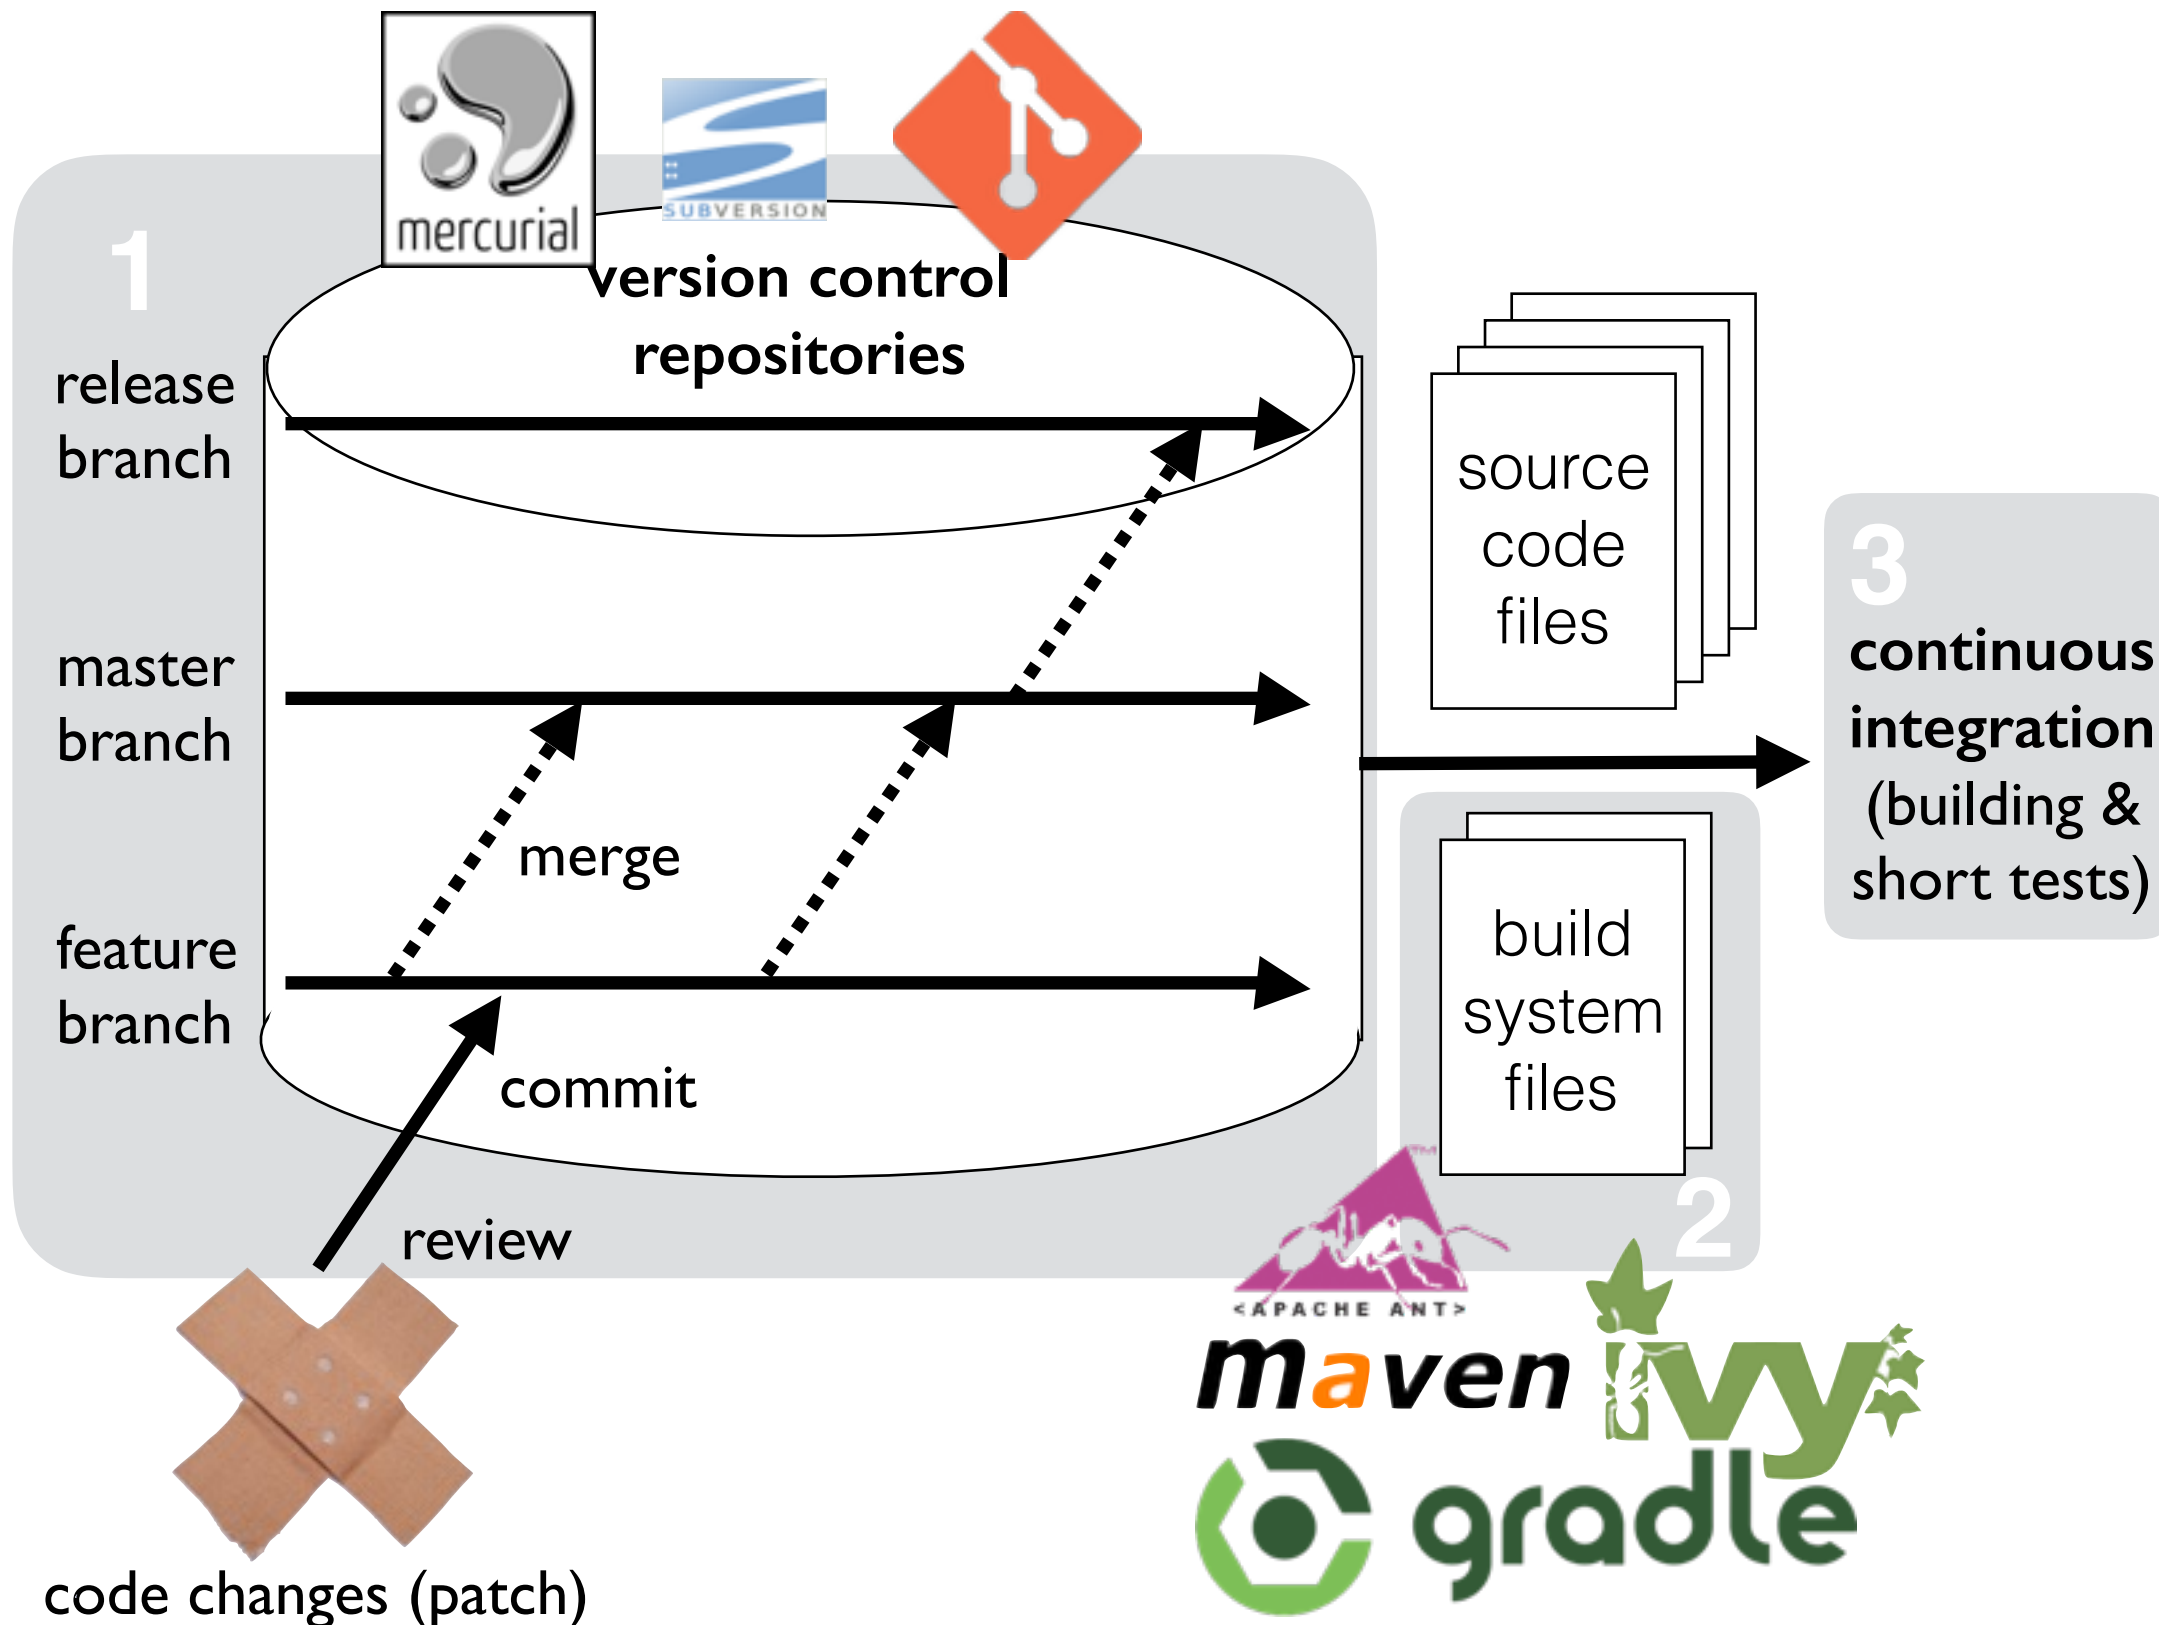 mercurial
SUBVERSION
1
version control
repositories
release
branch
master
branch
merge
feature
branch
commit
review
code changes (patch)
source
code
files
build
system
files
2
3
continuous
integration
(building &
short tests)
TM
<APACHE ANT>
maven
ivy
gradle